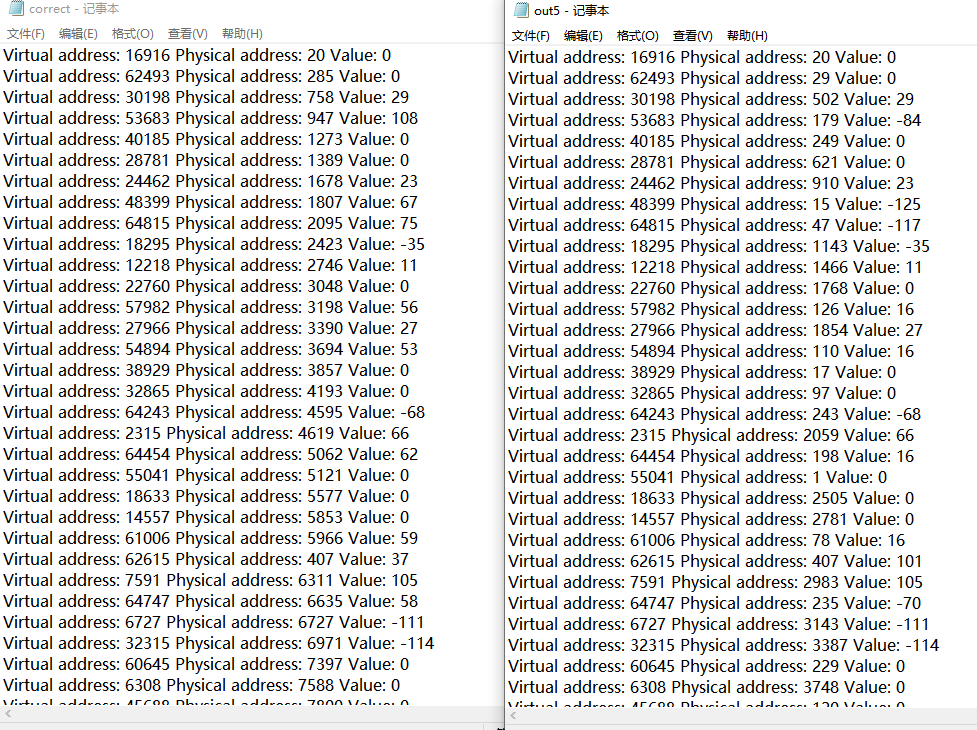 correct - 记事本
文件(F) 编辑(E) 格式(O) 查看(V) 帮助(H)
Virtual address: 16916 Physical address: 20 Value: 0
Virtual address: 62493 Physical address: 285 Value: 0
Virtual address: 30198 Physical address: 758 Value: 29
Virtual address: 53683 Physical address: 947 Value: 108
Virtual address: 40185 Physical address: 1273 Value: 0
Virtual address: 28781 Physical address: 1389 Value: 0
Virtual address: 24462 Physical address: 1678 Value: 23
Virtual address: 48399 Physical address: 1807 Value: 67
Virtual address: 64815 Physical address: 2095 Value: 75
Virtual address: 18295 Physical address: 2423 Value: -35
Virtual address: 12218 Physical address: 2746 Value: 11
Virtual address: 22760 Physical address: 3048 Value: 0
Virtual address: 57982 Physical address: 3198 Value: 56
Virtual address: 27966 Physical address: 3390 Value: 27
Virtual address: 54894 Physical address: 3694 Value: 53
Virtual address: 38929 Physical address: 3857 Value: 0
Virtual address: 32865 Physical address: 4193 Value: 0
Virtual address: 64243 Physical address: 4595 Value: -68
Virtual address: 2315 Physical address: 4619 Value: 66
Virtual address: 64454 Physical address: 5062 Value: 62
Virtual address: 55041 Physical address: 5121 Value: 0
Virtual address: 18633 Physical address: 5577 Value: 0
Virtual address: 14557 Physical address: 5853 Value: 0
Virtual address: 61006 Physical address: 5966 Value: 59
Virtual address: 62615 Physical address: 407 Value: 37
Virtual address: 7591 Physical address: 6311 Value: 105
Virtual address: 64747 Physical address: 6635 Value: 58
Virtual address: 6727 Physical address: 6727 Value: -111
Virtual address: 32315 Physical address: 6971 Value: -114
Virtual address: 60645 Physical address: 7397 Value: 0
Virtual address: 6308 Physical address: 7588 Value: 0
Virtual address: 45688 Physical address: 7800 Value: 0
out5 - 记事本
文件(F) 编辑(E) 格式(O) 查看(V) 帮助(H)
Virtual address: 16916 Physical address: 20 Value: 0
Virtual address: 62493 Physical address: 29 Value: 0
Virtual address: 30198 Physical address: 502 Value: 29
Virtual address: 53683 Physical address: 179 Value: -84
Virtual address: 40185 Physical address: 249 Value: 0
Virtual address: 28781 Physical address: 621 Value: 0
Virtual address: 24462 Physical address: 910 Value: 23
Virtual address: 48399 Physical address: 15 Value: -125
Virtual address: 64815 Physical address: 47 Value: -117
Virtual address: 18295 Physical address: 1143 Value: -35
Virtual address: 12218 Physical address: 1466 Value: 11
Virtual address: 22760 Physical address: 1768 Value: 0
Virtual address: 57982 Physical address: 126 Value: 16
Virtual address: 27966 Physical address: 1854 Value: 27
Virtual address: 54894 Physical address: 110 Value: 16
Virtual address: 38929 Physical address: 17 Value: 0
Virtual address: 32865 Physical address: 97 Value: 0
Virtual address: 64243 Physical address: 243 Value: -68
Virtual address: 2315 Physical address: 2059 Value: 66
Virtual address: 64454 Physical address: 198 Value: 16
Virtual address: 55041 Physical address: 1 Value: 0
Virtual address: 18633 Physical address: 2505 Value: 0
Virtual address: 14557 Physical address: 2781 Value: 0
Virtual address: 61006 Physical address: 78 Value: 16
Virtual address: 62615 Physical address: 407 Value: 101
Virtual address: 7591 Physical address: 2983 Value: 105
Virtual address: 64747 Physical address: 235 Value: -70
Virtual address: 6727 Physical address: 3143 Value: -111
Virtual address: 32315 Physical address: 3387 Value: -114
Virtual address: 60645 Physical address: 229 Value: 0
Virtual address: 6308 Physical address: 3748 Value: 0
Virtual address: 45688 Physical address: 120 Value: 0